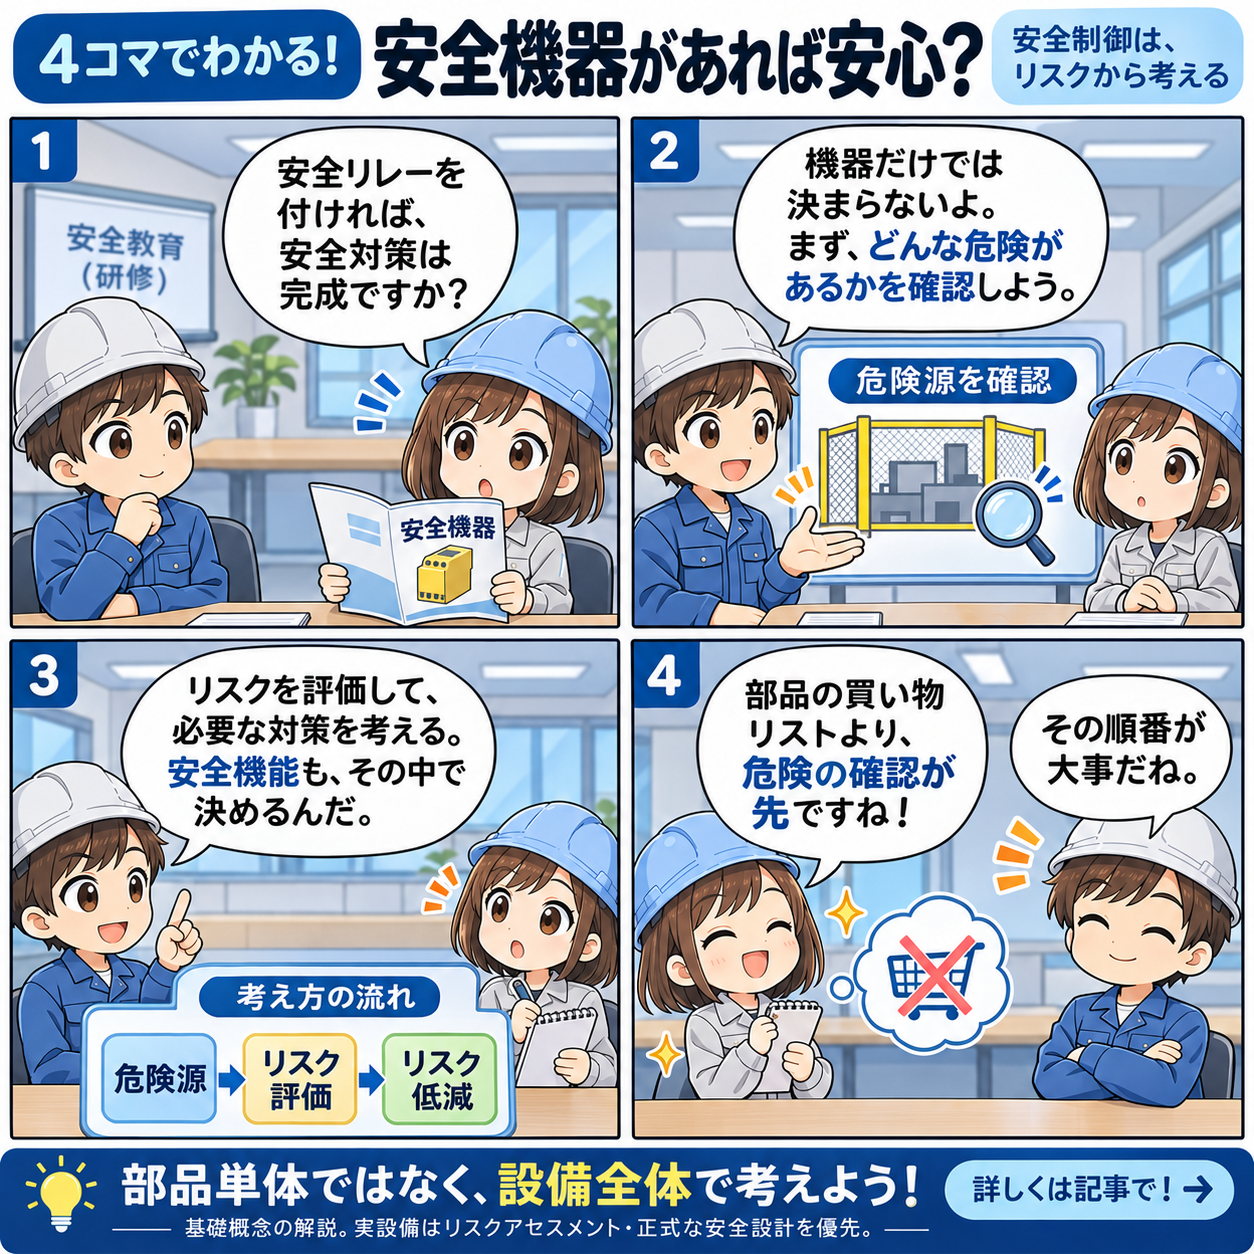 4コマでわかる!
安全機器があれば安心?
安全制御は、
リスクから考える
1
安全教育
(研修)
安全リレーを
付ければ、
安全対策は
完成ですか?
安全機器
2
機器だけでは
決まらないよ。
まず、どんな危険が
あるかを確認しよう。
危険源を確認
3
リスクを評価して、
必要な対策を考える。
安全機能も、その中で
決めるんだ。
考え方の流れ
危険源
リスク
評価
リスク
低減
4
部品の買い物
リストより、
危険の確認が
先ですね!
その順番が
大事だね。
部品単体ではなく、設備全体で考えよう!
基礎概念の解説。実設備はリスクアセスメント・正式な安全設計を優先。
詳しくは記事で!→